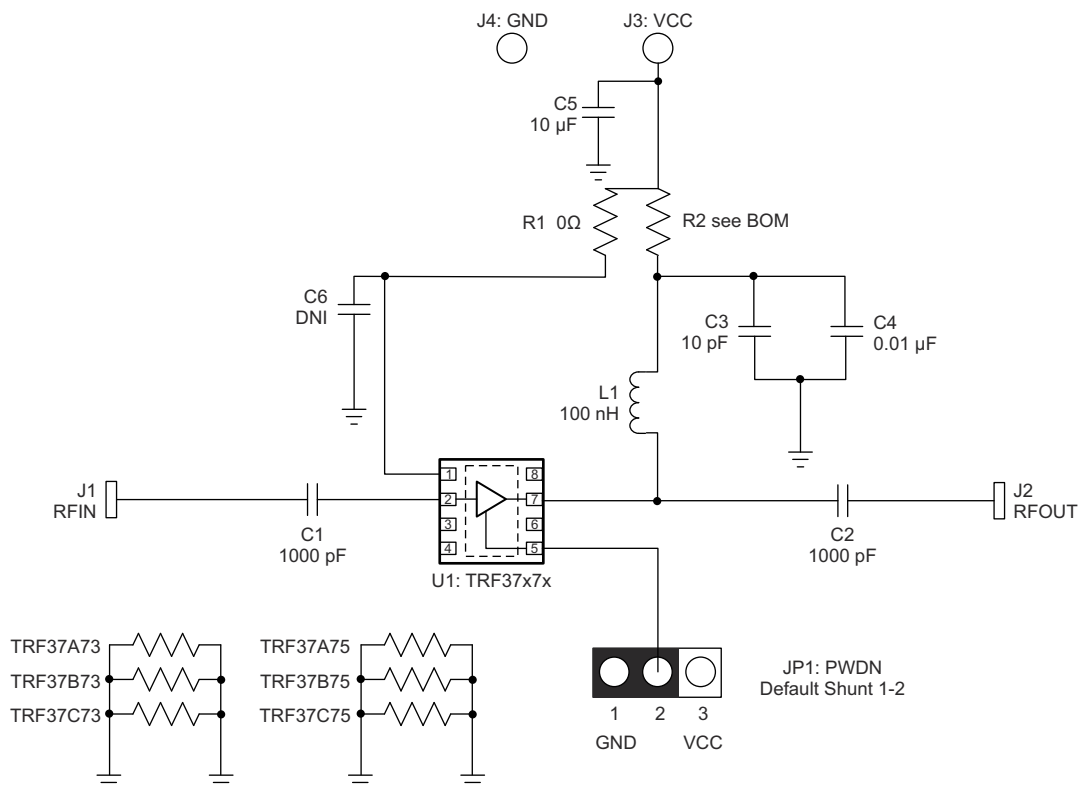 J4: GND
J3: VCC
C5
10 µF
R1 0Ω
R2 see BOM
C6
DNI
C3
10 pF
C4
0.01 µF
L1
100 nH
J1
RFIN
C1
1000 pF
1
2
3
4
8
7
6
5
U1: TRF37x7x
C2
1000 pF
J2
RFOUT
TRF37A73
TRF37B73
TRF37C73
TRF37A75
TRF37B75
TRF37C75
JP1: PWDN
Default Shunt 1-2
1 2 3
GND VCC